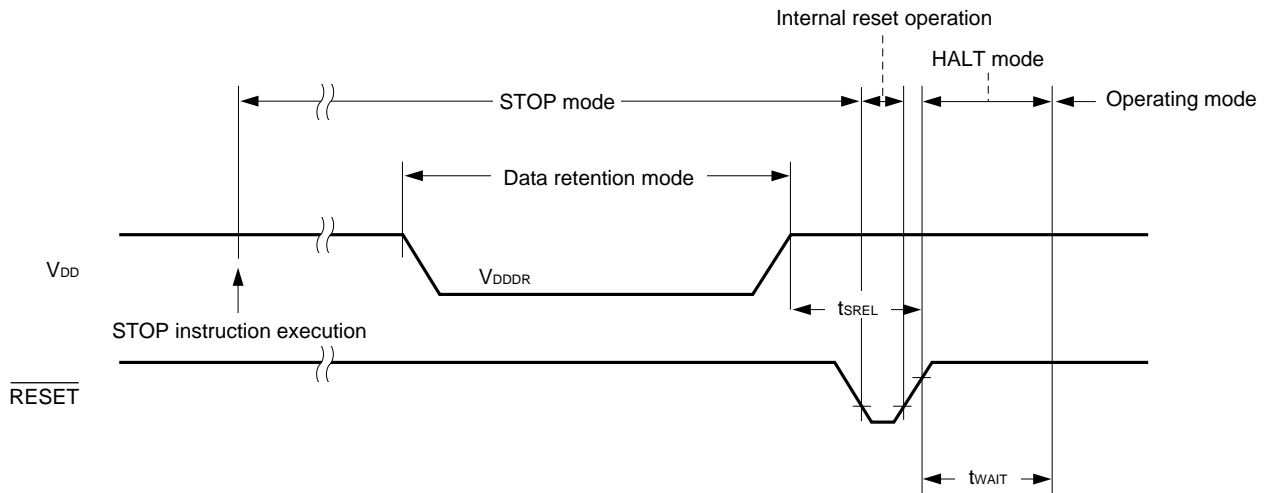 Internal reset operation
HALT mode
STOP mode
Operating mode
Data retention mode
VDD
VDDDR
tSREL
STOP instruction execution
RESET
tWAIT